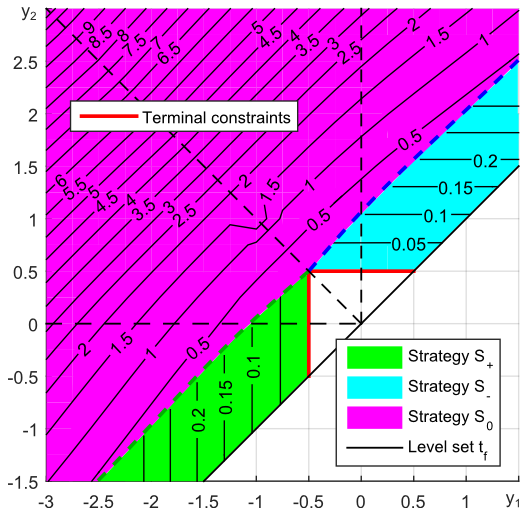 y₂
3
2.5
2
1.5
1
0.5
0
-0.5
-1
-1.5
-3 -2.5 -2 -1.5 -1 -0.5 0 0.5 1 y₁
9 8.5 8 7.5 7 6.5
5 4.5 4 3.5 3 2.5 2 1.5 1
Terminal constraints
6 5.5 5 4.5 4 3.5 3 2.5 2 1.5 1 0.5
0.5
0.2
0.15
0.1
0.05
2 1.5 1 0.5
0.2 0.15 0.1
Strategy S₊
Strategy S₋
Strategy S₀
Level set t_f